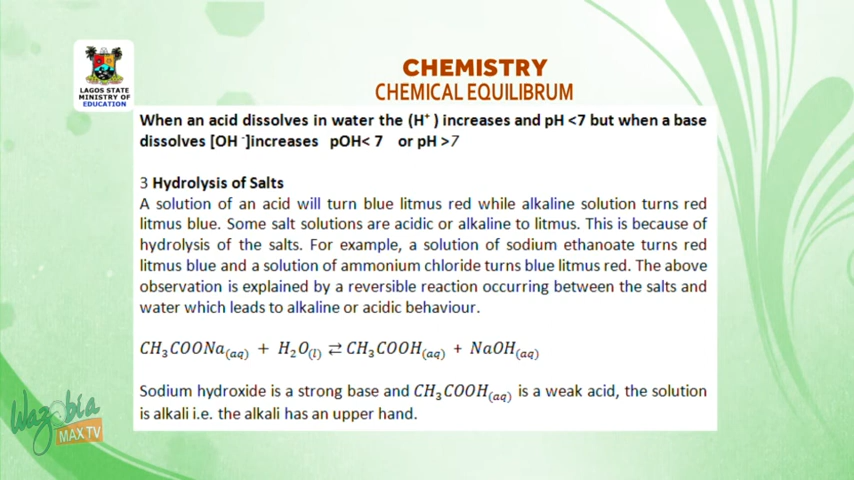 LAGOS STATE
MINISTRY OF
EDUCATION
CHEMISTRY
CHEMICAL EQUILIBRUM
When an acid dissolves in water the (H⁺ ) increases and pH <7 but when a base
dissolves [OH ⁻]increases pOH< 7 or pH >7
3 Hydrolysis of Salts
A solution of an acid will turn blue litmus red while alkaline solution turns red
litmus blue. Some salt solutions are acidic or alkaline to litmus. This is because of
hydrolysis of the salts. For example, a solution of sodium ethanoate turns red
litmus blue and a solution of ammonium chloride turns blue litmus red. The above
observation is explained by a reversible reaction occurring between the salts and
water which leads to alkaline or acidic behaviour.
CH₃COONa(aq) + H₂O(l) ⇄ CH₃COOH(aq) + NaOH(aq)
Sodium hydroxide is a strong base and CH₃COOH(aq) is a weak acid, the solution
is alkali i.e. the alkali has an upper hand.
Wazobia
MAX TV